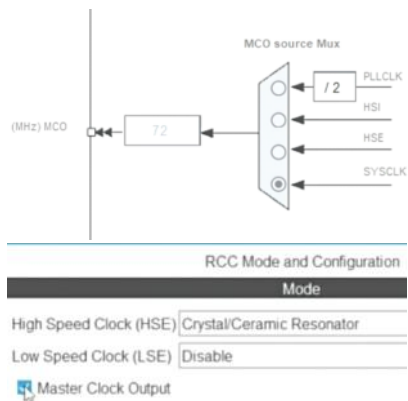 MCO source Mux
PLLCLK
/ 2
HSI
(MHz) MCO
72
HSE
SYSCLK
RCC Mode and Configuration
Mode
High Speed Clock (HSE) Crystal/Ceramic Resonator
Low Speed Clock (LSE) Disable
Master Clock Output